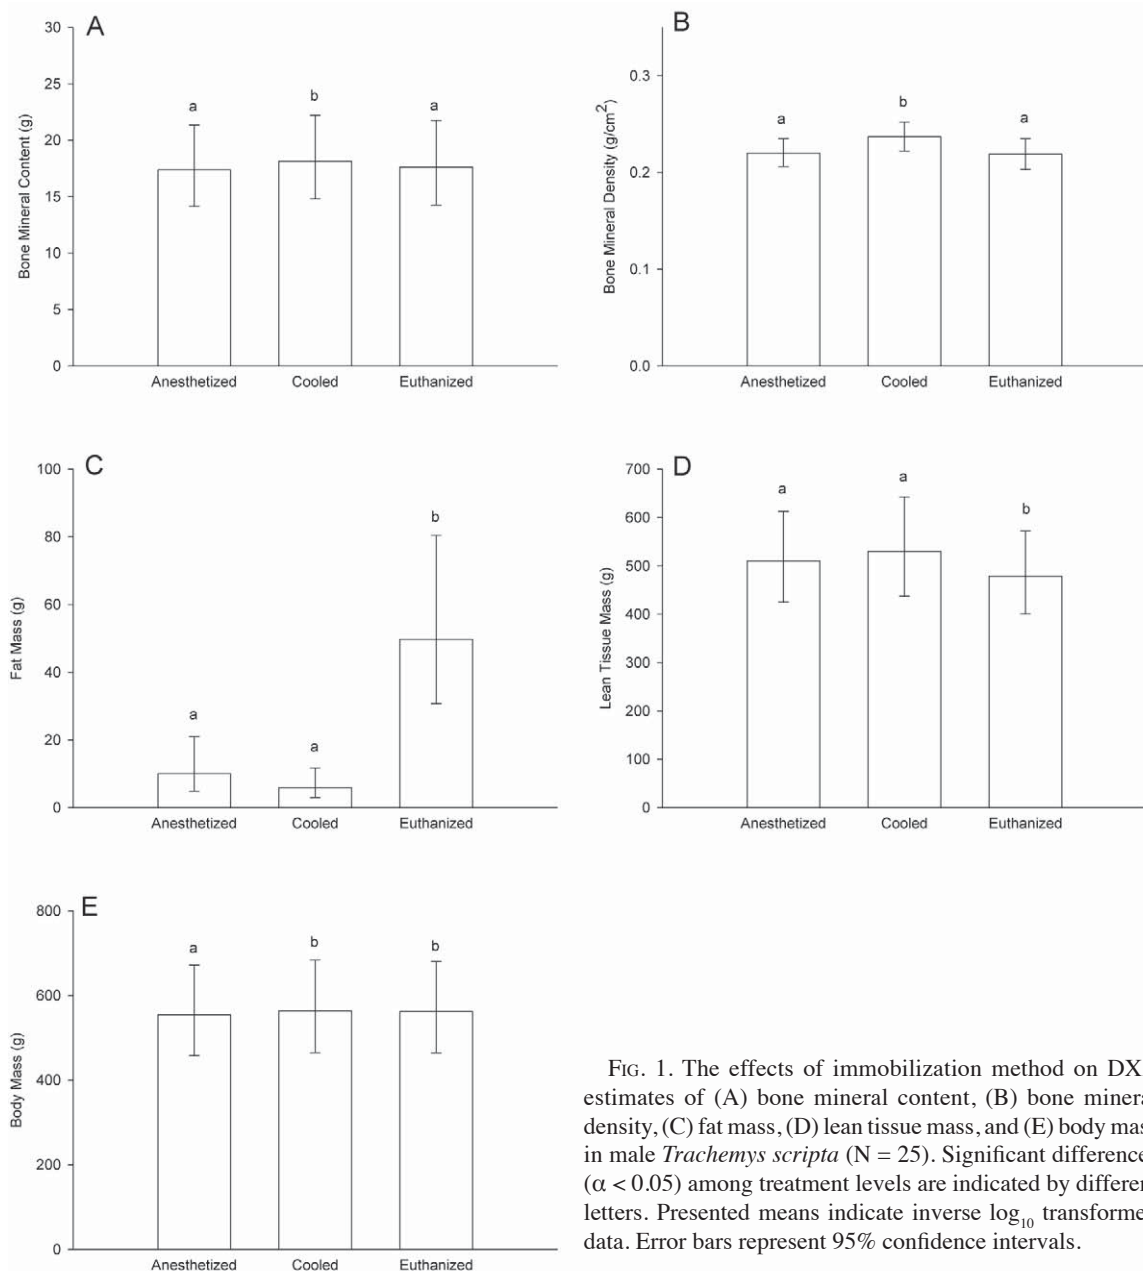 A
Bone Mineral Content (g)
35
30
25
20
15
10
5
0
a
b
a
Anesthetized Cooled Euthanized
B
Bone Mineral Density (g/cm²)
0.3
0.2
0.1
0.0
a
b
a
Anesthetized Cooled Euthanized
C
Fat Mass (g)
100
80
60
40
20
0
a
a
b
Anesthetized Cooled Euthanized
D
Lean Tissue Mass (g)
700
600
500
400
300
200
100
0
a
a
b
Anesthetized Cooled Euthanized
E
Body Mass (g)
800
600
400
200
0
a
b
b
Anesthetized Cooled Euthanized
FIG. 1. The effects of immobilization method on DX
estimates of (A) bone mineral content, (B) bone minera
density, (C) fat mass, (D) lean tissue mass, and (E) body mas
in male Trachemys scripta (N = 25). Significant difference
(α < 0.05) among treatment levels are indicated by differen
letters. Presented means indicate inverse log₁₀ transforme
data. Error bars represent 95% confidence intervals.